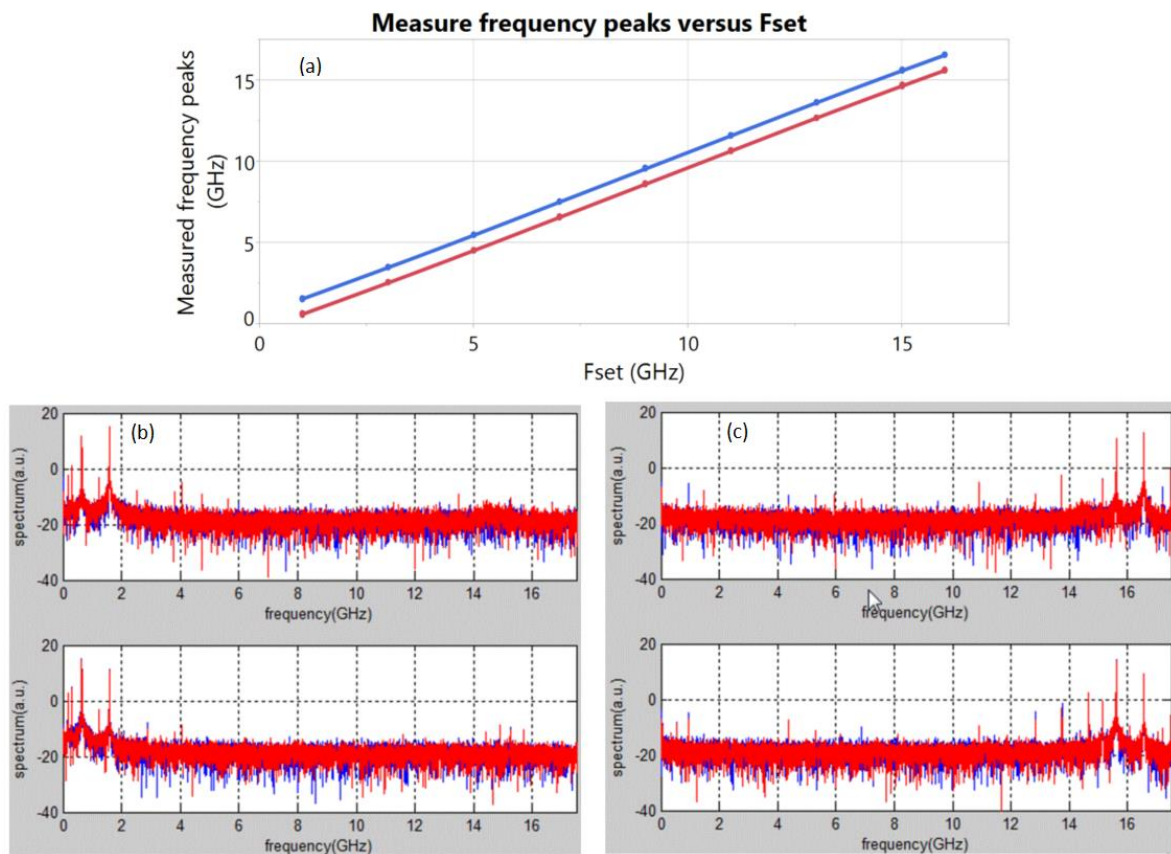 Measure frequency peaks versus Fset
(a)
Measured frequency peaks
(GHz)
15
10
5
0
0 5 10 15
Fset (GHz)
(b)
20
0
-20
-40
spectrum(a.u.)
0 2 4 6 8 10 12 14 16
frequency(GHz)
20
0
-20
-40
spectrum(a.u.)
0 2 4 6 8 10 12 14 16
frequency(GHz)
(c)
20
0
-20
-40
spectrum(a.u.)
0 2 4 6 8 10 12 14 16
frequency(GHz)
20
0
-20
-40
spectrum(a.u.)
0 2 4 6 8 10 12 14 16
frequency(GHz)